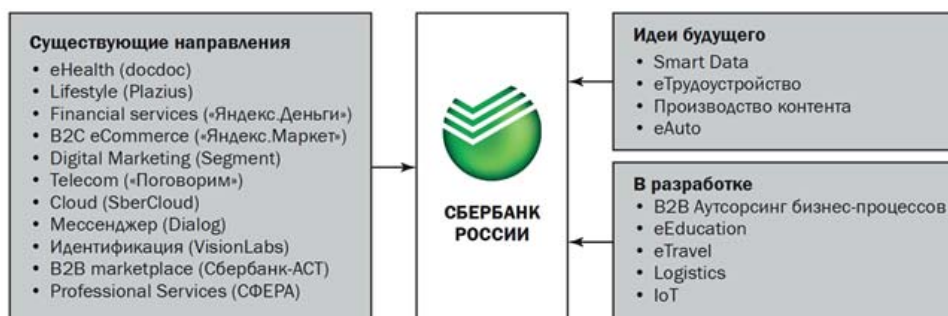 Существующие направления
• eHealth (docdoc)
• Lifestyle (Plazius)
• Financial services («Яндекс.Деньги»)
• B2C eCommerce («Яндекс.Маркет»)
• Digital Marketing (Segment)
• Telecom («Поговорим»)
• Cloud (SberCloud)
• Мессенджер (Dialog)
• Идентификация (VisionLabs)
• B2B marketplace (Сбербанк-АСТ)
• Professional Services (СФЕРА)
СБЕРБАНК
РОССИИ
Идеи будущего
• Smart Data
• eТрудоустройство
• Производство контента
• eAuto
В разработке
• B2B Аутсорсинг бизнес-процессов
• eEducation
• eTravel
• Logistics
• IoT